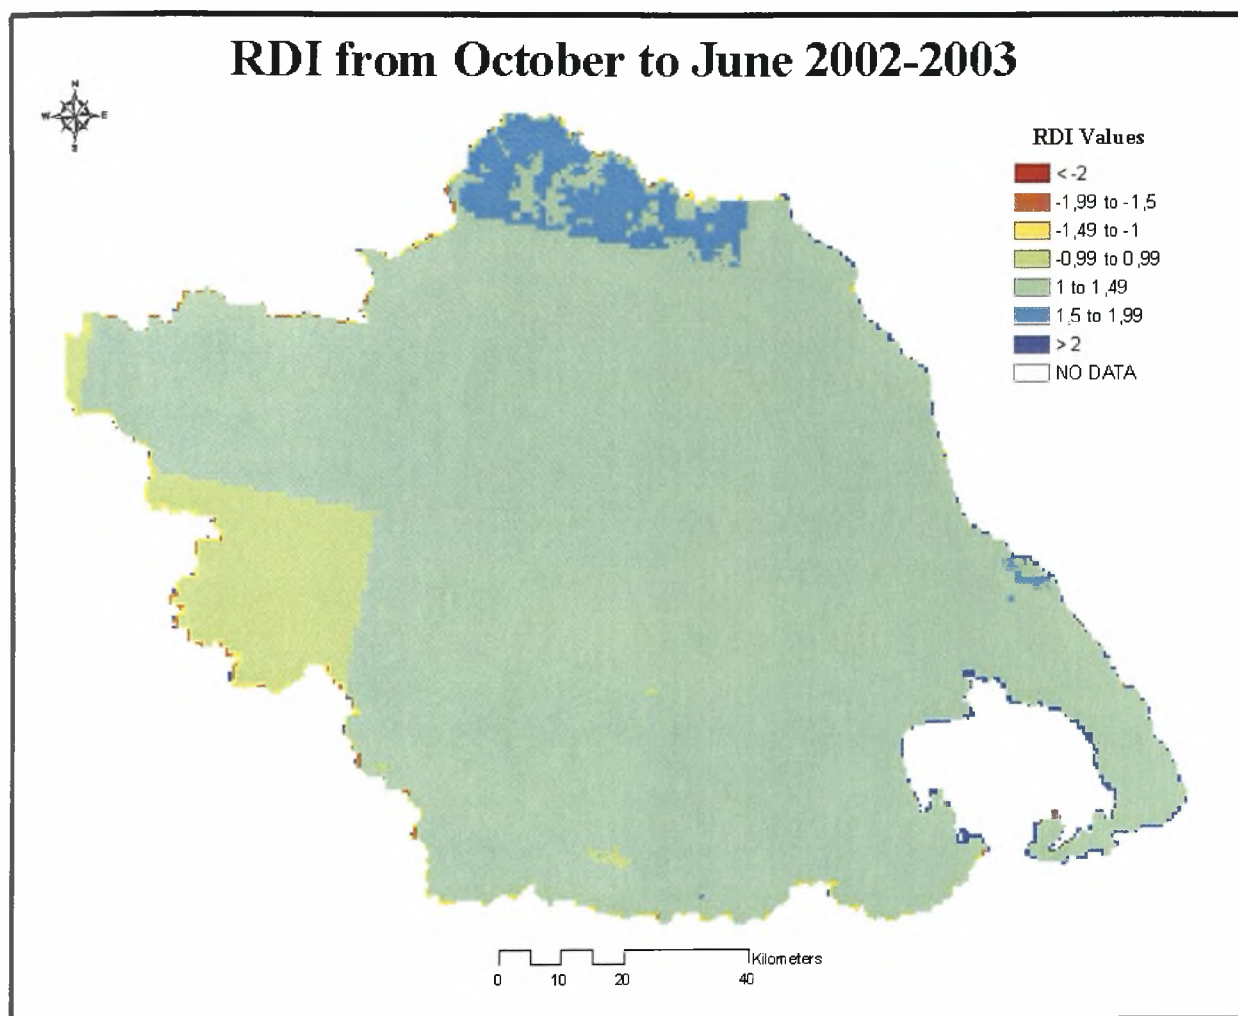 RDI from October to June 2002-2003
N
W E
S
RDI Values
< -2
-1,99 to -1,5
-1,49 to -1
-0,99 to 0,99
1 to 1,49
1,5 to 1,99
> 2
NO DATA
Kilometers
0 10 20 40